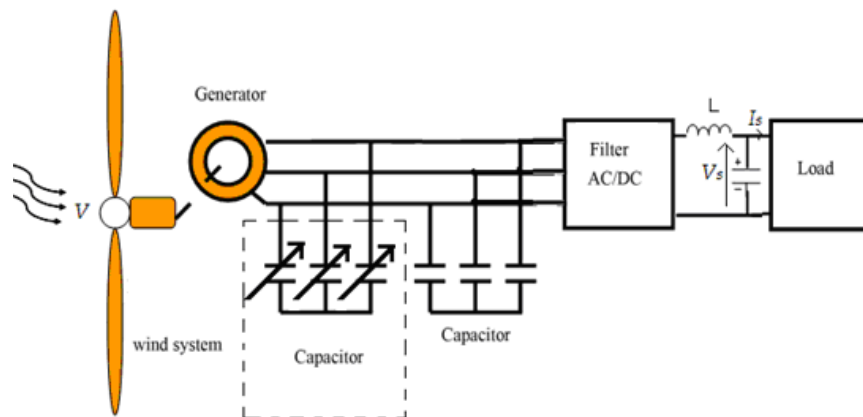 Generator
V
wind system
Capacitor
Capacitor
Filter
AC/DC
L
Is
Vs
+
−
Load